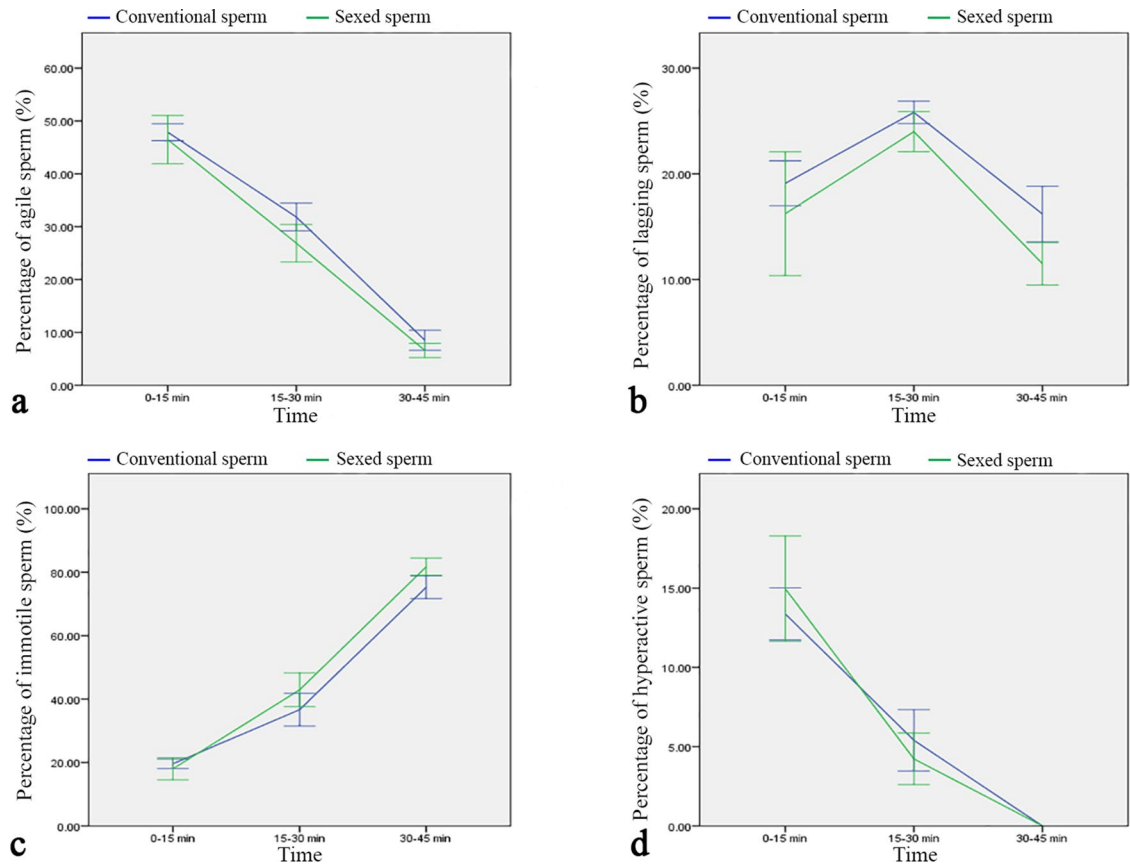 Conventional sperm Sexed sperm
Percentage of agile sperm (%)
60.00
50.00
40.00
30.00
20.00
10.00
0.00
0-15 min 15-30 min 30-45 min
Time
a
Conventional sperm Sexed sperm
Percentage of lagging sperm (%)
30.00
20.00
10.00
0.00
0-15 min 15-30 min 30-45 min
Time
b
Conventional sperm Sexed sperm
Percentage of immotile sperm (%)
100.00
80.00
60.00
40.00
20.00
0.00
0-15 min 15-30 min 30-45 min
Time
c
Conventional sperm Sexed sperm
Percentage of hyperactive sperm (%)
20.00
15.00
10.00
5.00
0.00
0-15 min 15-30 min 30-45 min
Time
d